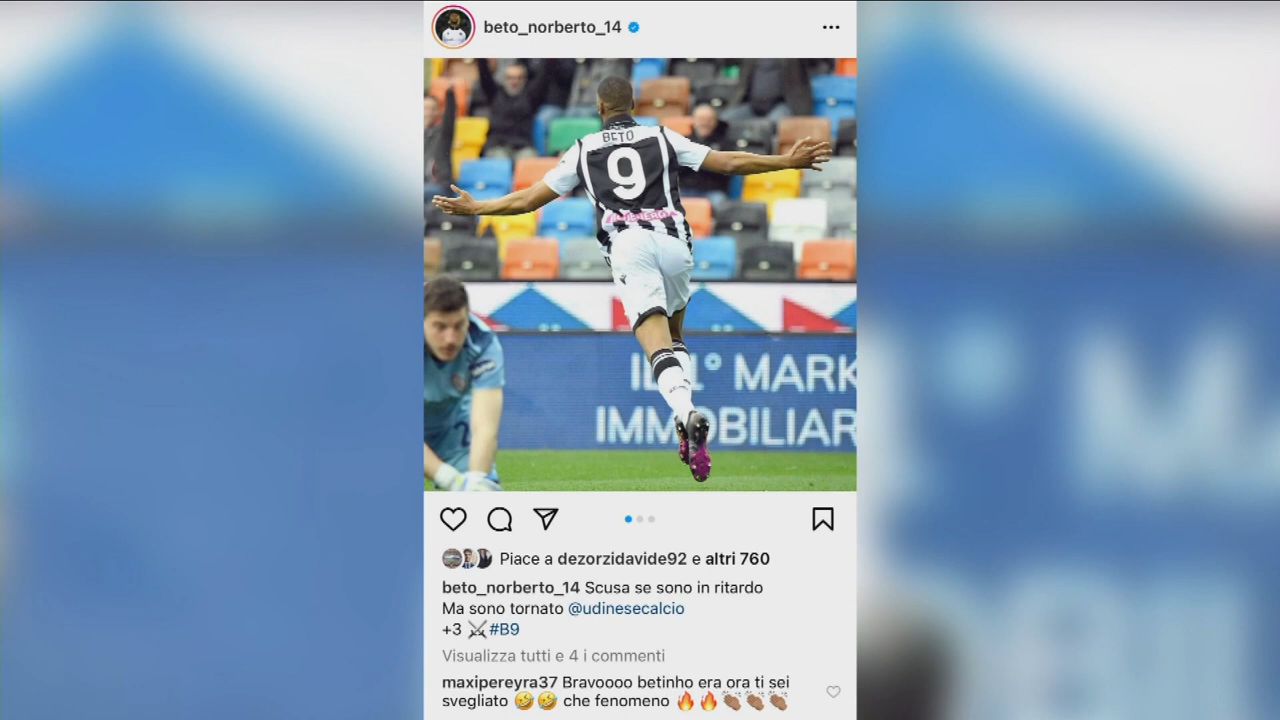 beto_norberto_14
BETO
9
IL 1° MARK
IMMOBILIAR
Piace a dezorzidavide92 e altri 760
beto_norberto_14 Scusa se sono in ritardo
Ma sono tornato @udinesecalcio
+3 ⚔️ #B9
Visualizza tutti e 4 i commenti
maxipereyra37 Bravoooo betinho era ora ti sei
svegliato 🤣🤣 che fenomeno 🔥🔥👏🏽👏🏽👏🏽